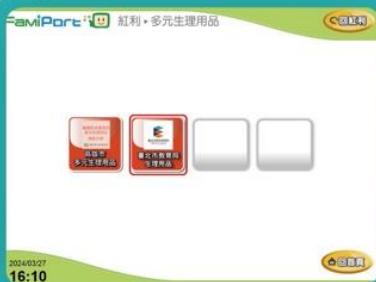 FamiPort 紅利▸多元生理用品
回紅利
高雄市
多元生理用品
臺北市教育局
生理用品
2024/03/27
16:10
回首頁